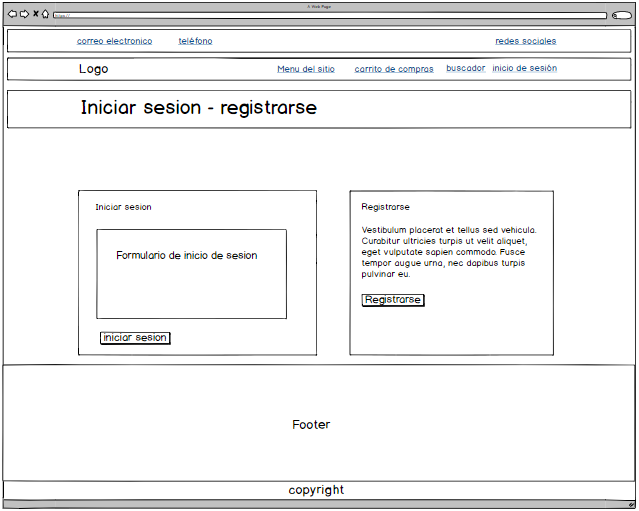 A Web Page
https://
correo electronico teléfono redes sociales
Logo Menu del sitio carrito de compras buscador inicio de sesión
Iniciar sesion - registrarse
Iniciar sesion
Formulario de inicio de sesion
iniciar sesion
Registrarse
Vestibulum placerat et tellus sed vehicula.
Curabitur ultricies turpis ut velit aliquet,
eget vulputate sapien commodo. Fusce
tempor augue urna, nec dapibus turpis
pulvinar eu.
Registrarse
Footer
copyright